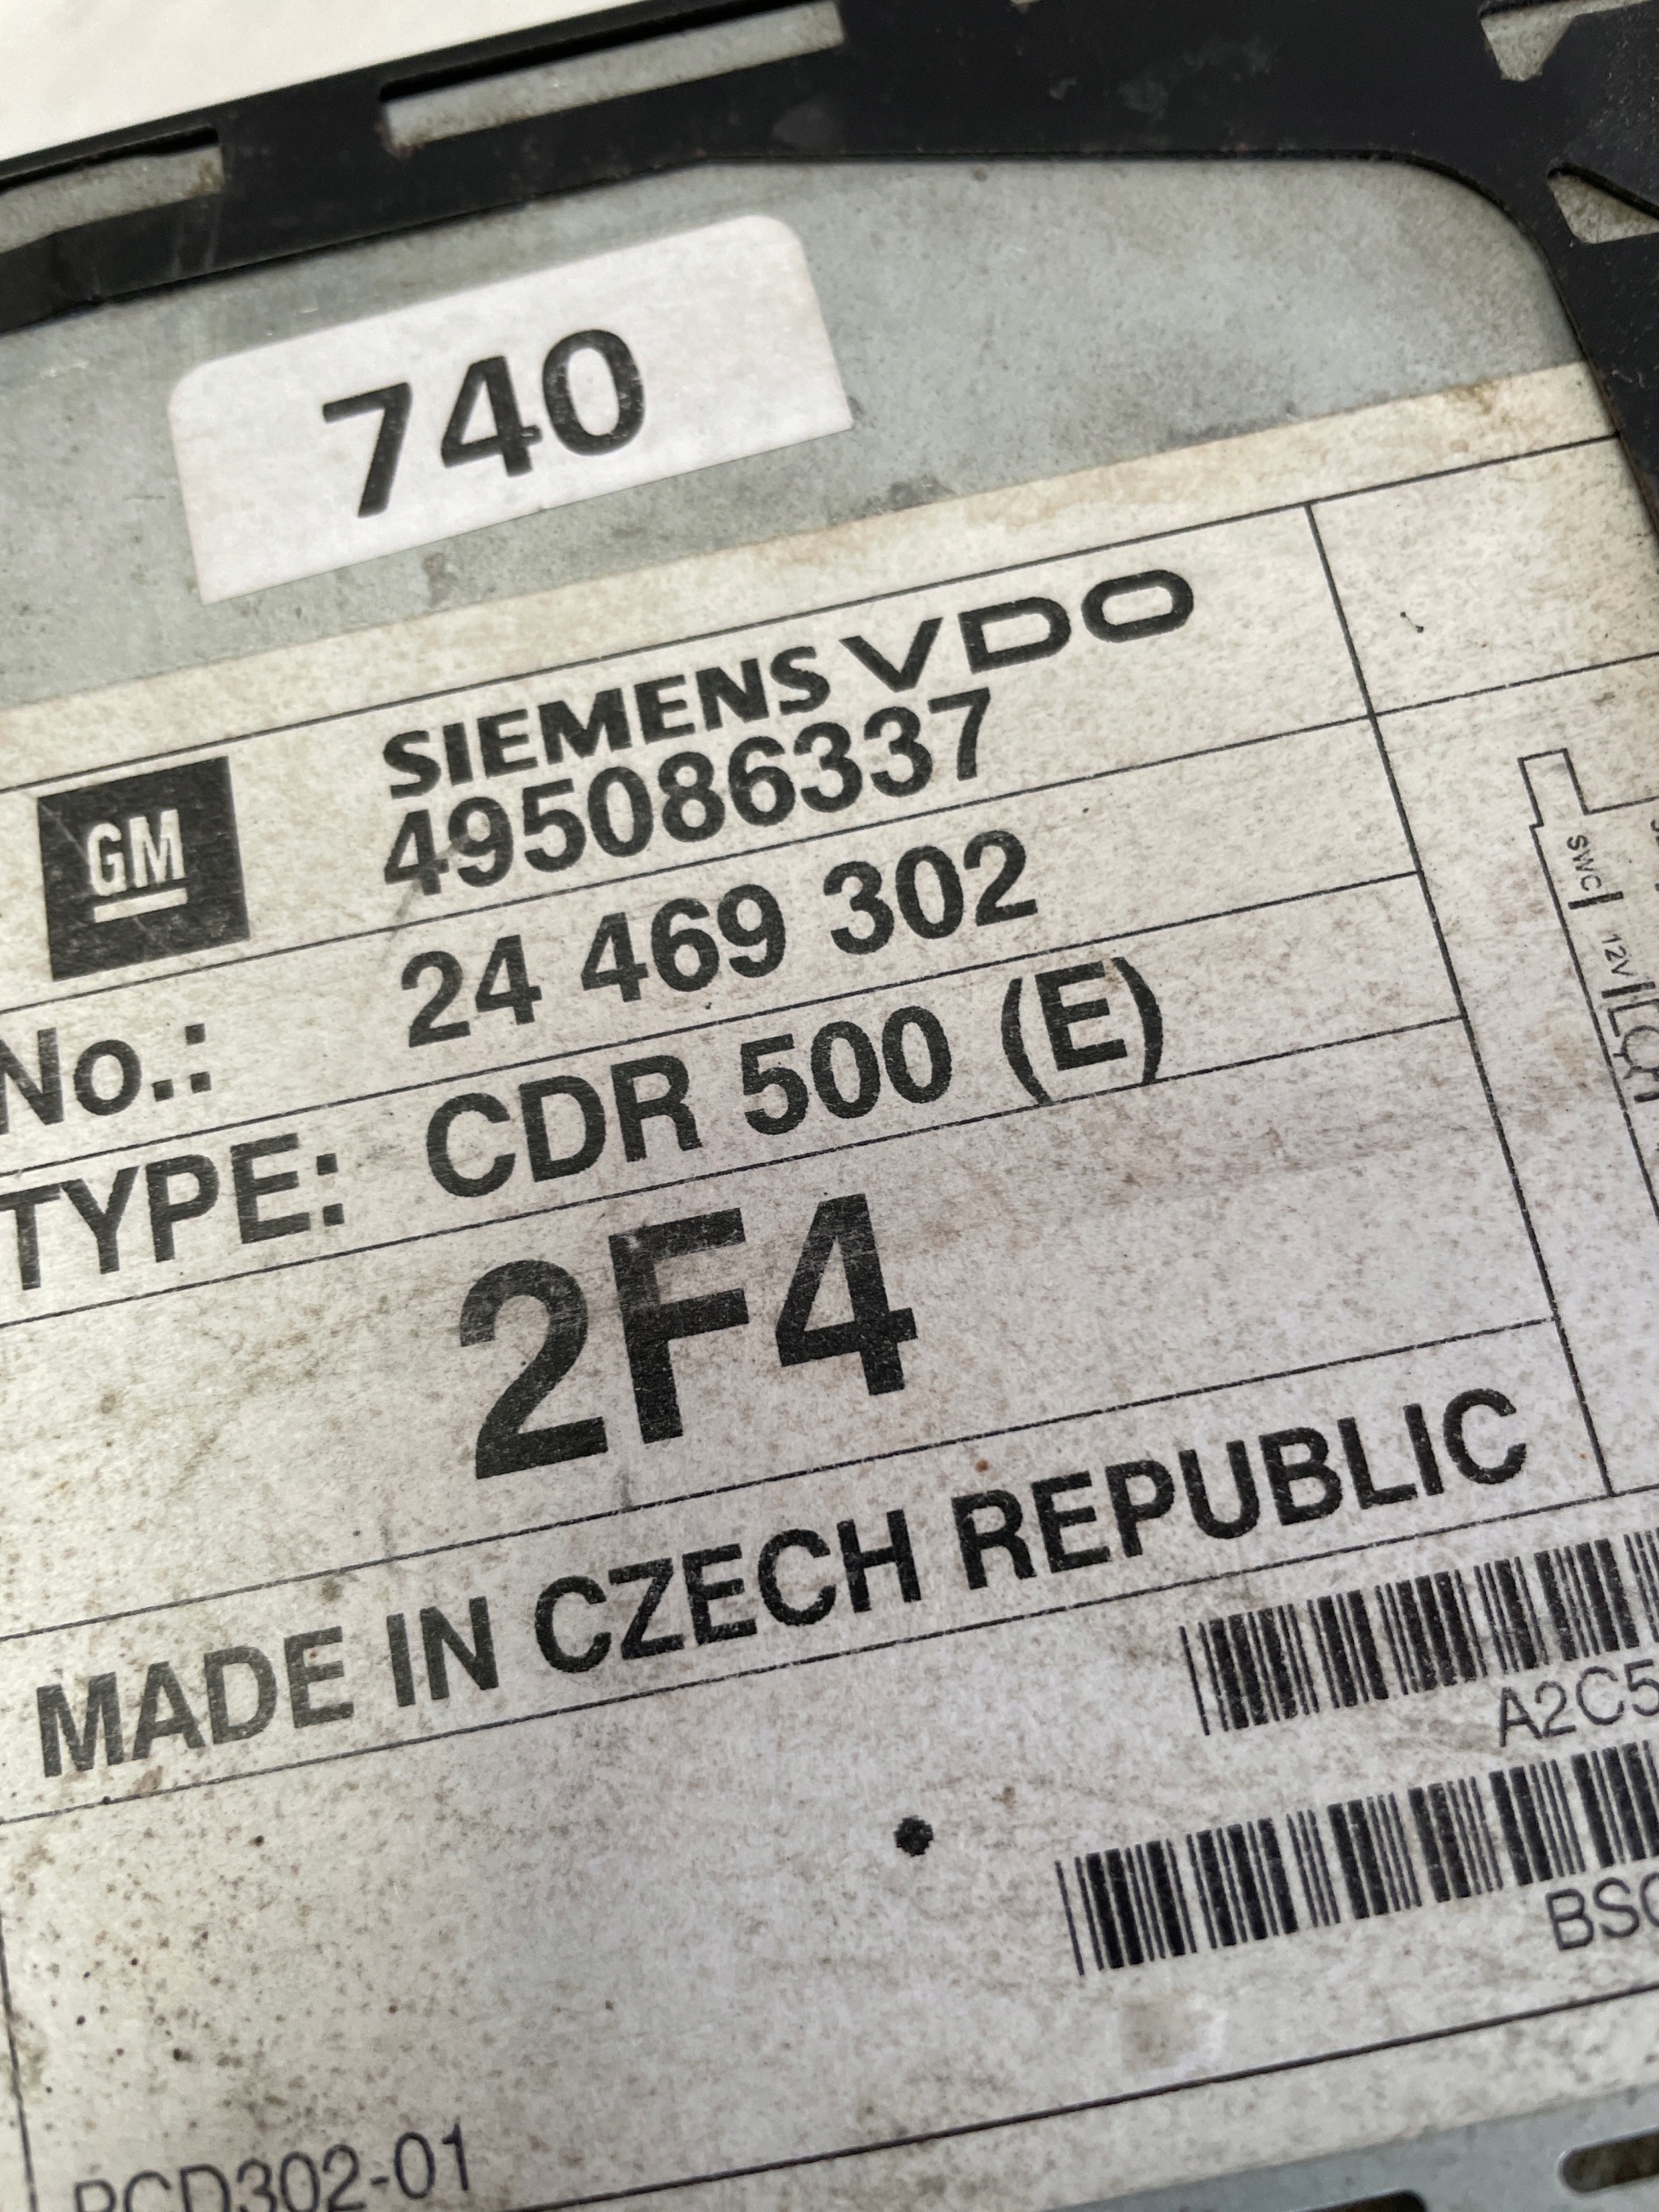 740
SIEMENS VDO
GM
495086337
No.: 24 469 302
TYPE: CDR 500 (E)
2F4
MADE IN CZECH REPUBLIC
SWC
12V
A2C5
BS
PCD302-01